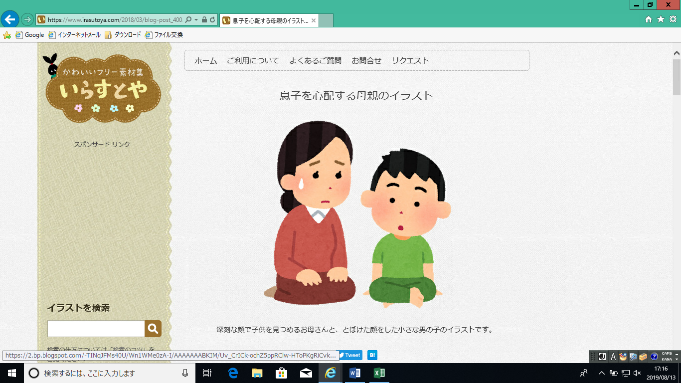 https://www.irasutoya.com/2018/03/blog-post_400
息子を心配する母親のイラスト...
Google
インターネットメール
ダウンロード
ファイル交換
かわいいフリー素材集
いらすとや
ホーム ご利用について よくあるご質問 お問合せ リクエスト
息子を心配する母親のイラスト
スポンサード リンク
深刻な顔で子供を見つめるお母さんと、とぼけた顔をした小さな男の子のイラストです。
イラストを検索
Tweet
B!
ここに入力して検索するには、
17:16
2019/08/13